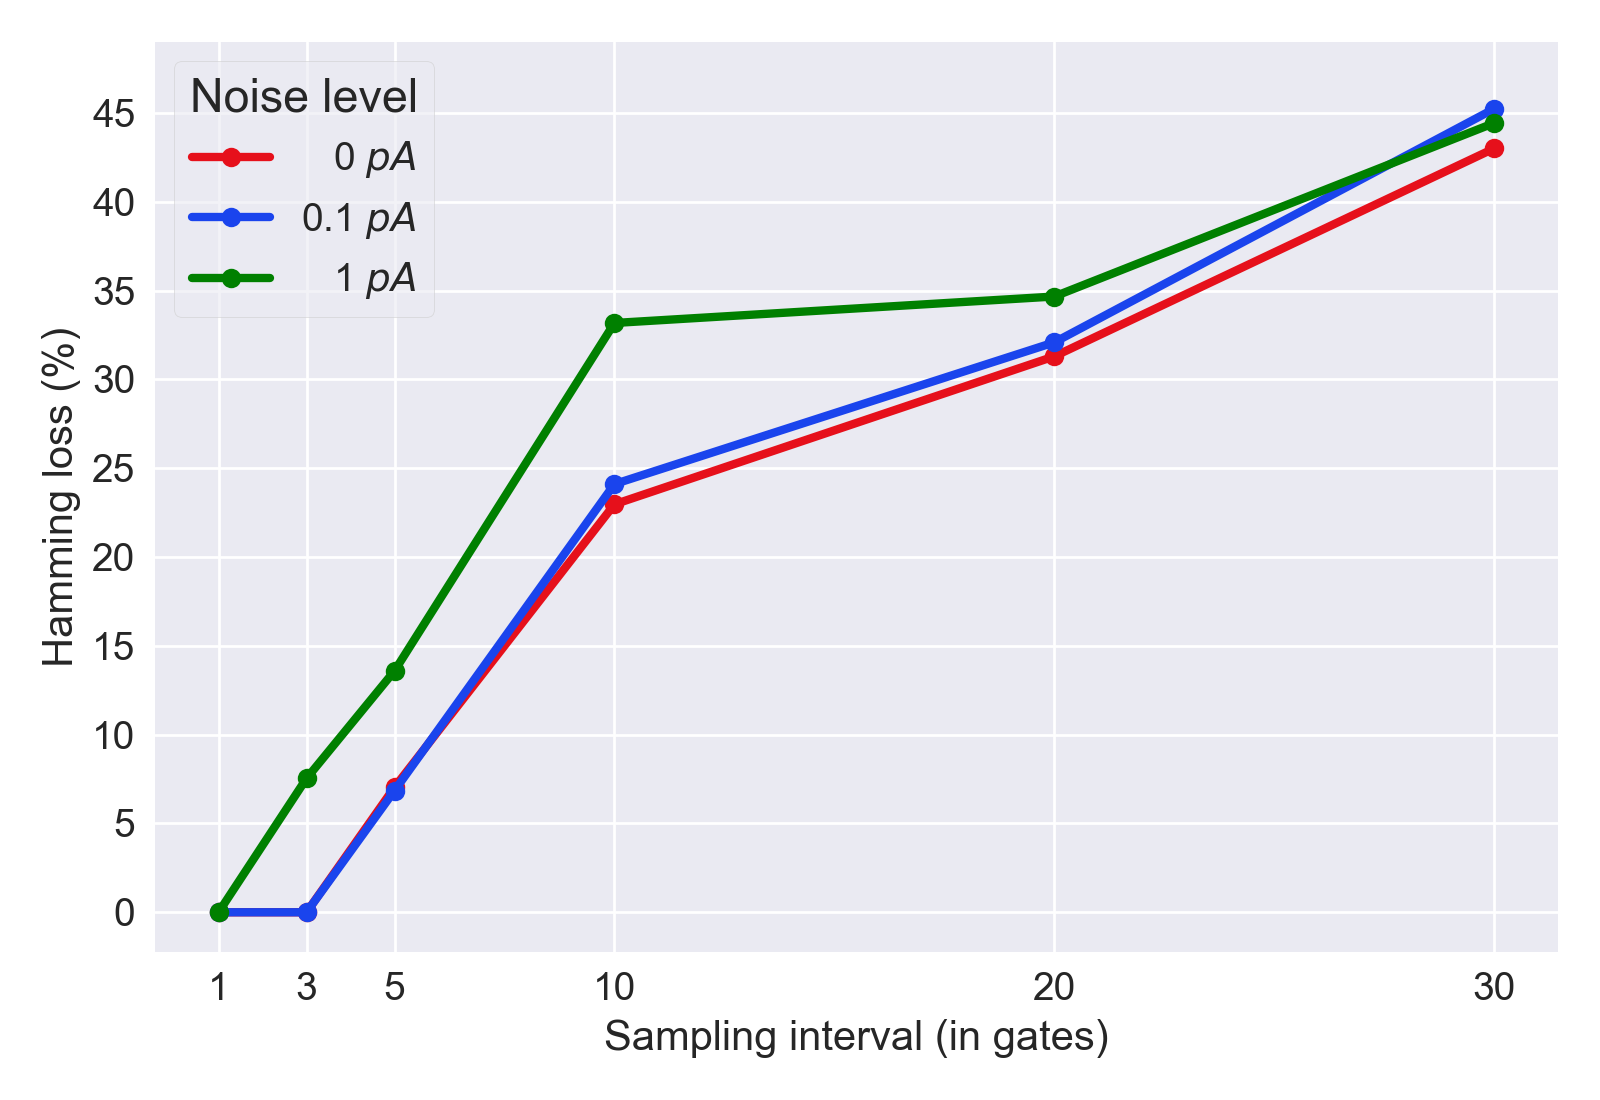 Noise level
0 pA
0.1 pA
1 pA
45
40
35
30
25
20
15
10
5
0
Hamming loss (%)
1 3 5 10 20 30
Sampling interval (in gates)